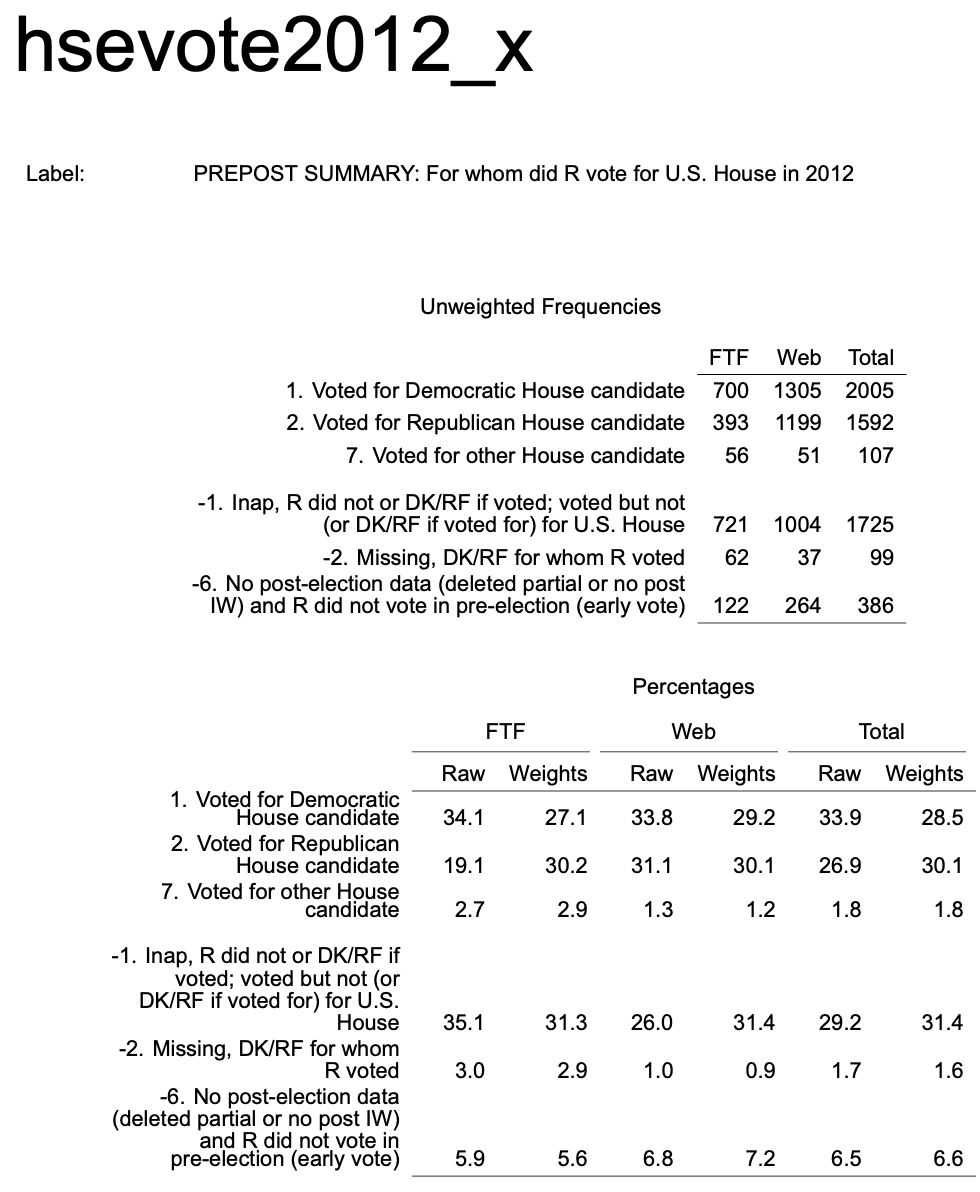 hsevote2012_x
Label: PREPOST SUMMARY: For whom did R vote for U.S. House in 2012
Unweighted Frequencies
FTF Web Total
1. Voted for Democratic House candidate 700 1305 2005
2. Voted for Republican House candidate 393 1199 1592
7. Voted for other House candidate 56 51 107
-1. Inap, R did not or DK/RF if voted; voted but not
(or DK/RF if voted for) for U.S. House 721 1004 1725
-2. Missing, DK/RF for whom R voted 62 37 99
-6. No post-election data (deleted partial or no post
IW) and R did not vote in pre-election (early vote) 122 264 386
Percentages
FTF Web Total
Raw Weights Raw Weights Raw Weights
1. Voted for Democratic
House candidate 34.1 27.1 33.8 29.2 33.9 28.5
2. Voted for Republican
House candidate 19.1 30.2 31.1 30.1 26.9 30.1
7. Voted for other House
candidate 2.7 2.9 1.3 1.2 1.8 1.8
-1. Inap, R did not or DK/RF if
voted; voted but not (or
DK/RF if voted for) for U.S.
House 35.1 31.3 26.0 31.4 29.2 31.4
-2. Missing, DK/RF for whom
R voted 3.0 2.9 1.0 0.9 1.7 1.6
-6. No post-election data
(deleted partial or no post IW)
and R did not vote in
pre-election (early vote) 5.9 5.6 6.8 7.2 6.5 6.6